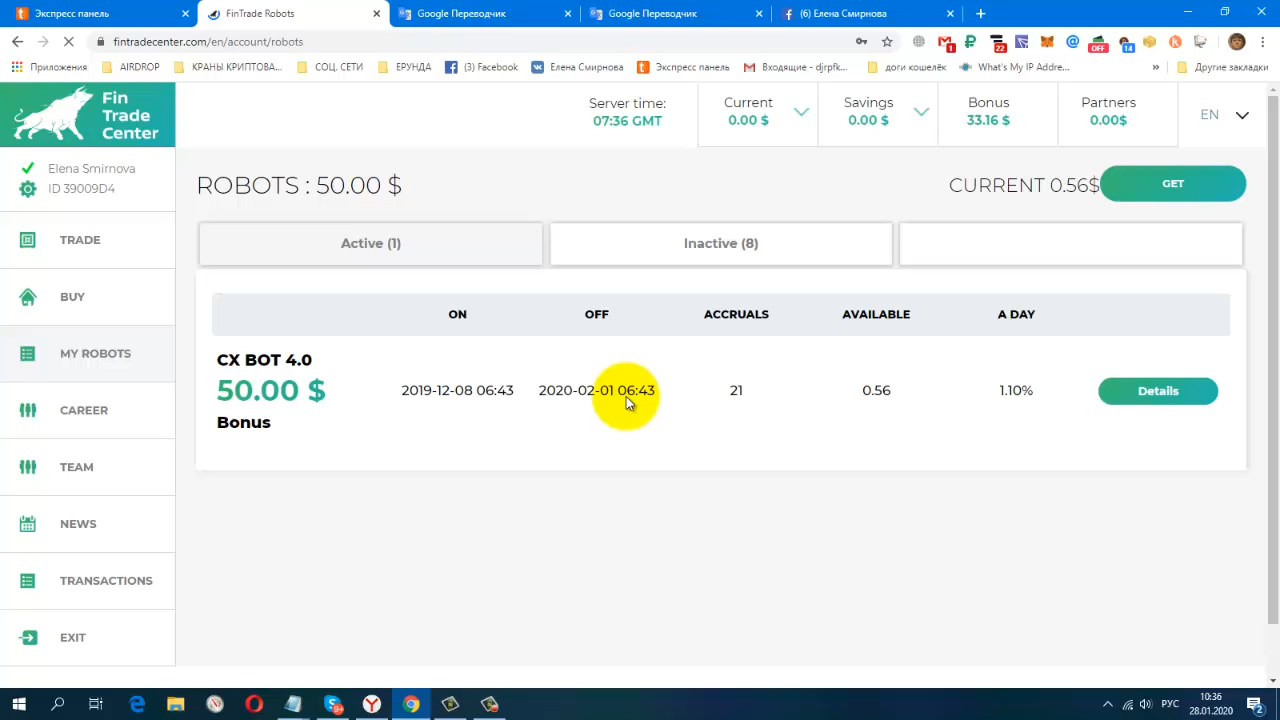 Экспресс панель
FinTrade Robots
Google Переводчик
Google Переводчик
(6) Елена Смирнова
fintradecenter.com/en/account/robots
1
22
OFF
14
Приложения
AIRDROP
КРАНЫ КРИПТОВА...
СОЦ. СЕТИ
ЕРУНДА
(3) Facebook
Елена Смирнова
Экспресс панель
Входящие - djrpfk...
доги кошелёк
What's My IP Addre...
»
Другие закладки
Fin
Trade
Center
Server time:
07:36 GMT
Current
0.00 $
Savings
0.00 $
Bonus
33.16 $
Partners
0.00$
EN
Elena Smirnova
ID 39009D4
TRADE
BUY
MY ROBOTS
CAREER
TEAM
NEWS
TRANSACTIONS
EXIT
ROBOTS : 50.00 $
CURRENT 0.56$
GET
Active (1)
Inactive (8)
ON OFF ACCRUALS AVAILABLE A DAY
CX BOT 4.0
50.00 $
Bonus
2019-12-08 06:43 2020-02-01 06:43 21 0.56 1.10% Details
РУС
10:36
28.01.2020
2